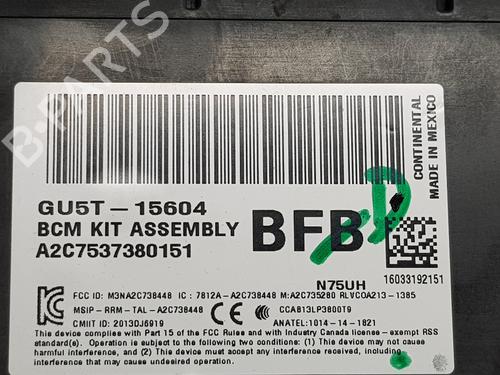 B-PARTS
GU5T-15604
BCM KIT ASSEMBLY
A2C7537380151
BFB
CONTINENTAL
MADE IN MEXICO
N75UH
16033192151
FCC ID: M3NA2C738448 IC: 7812A-A2C738448 M:A2C735280 RLVCOA213-1385
MSIP-RRM-TAL-A2C738448 CCAB13LP3800T9
CMIIT ID: 2013DJ6919 ANATEL:1014-14-1821
This device complies with Part 15 of the FCC Rules and with Industry Canada license - exempt RSS
standard(s). Operation is subject to the following two conditions: (1) This device may not cause
harmful interference, and (2) This device must accept any interference received, including
interference that may cause undesired operation.